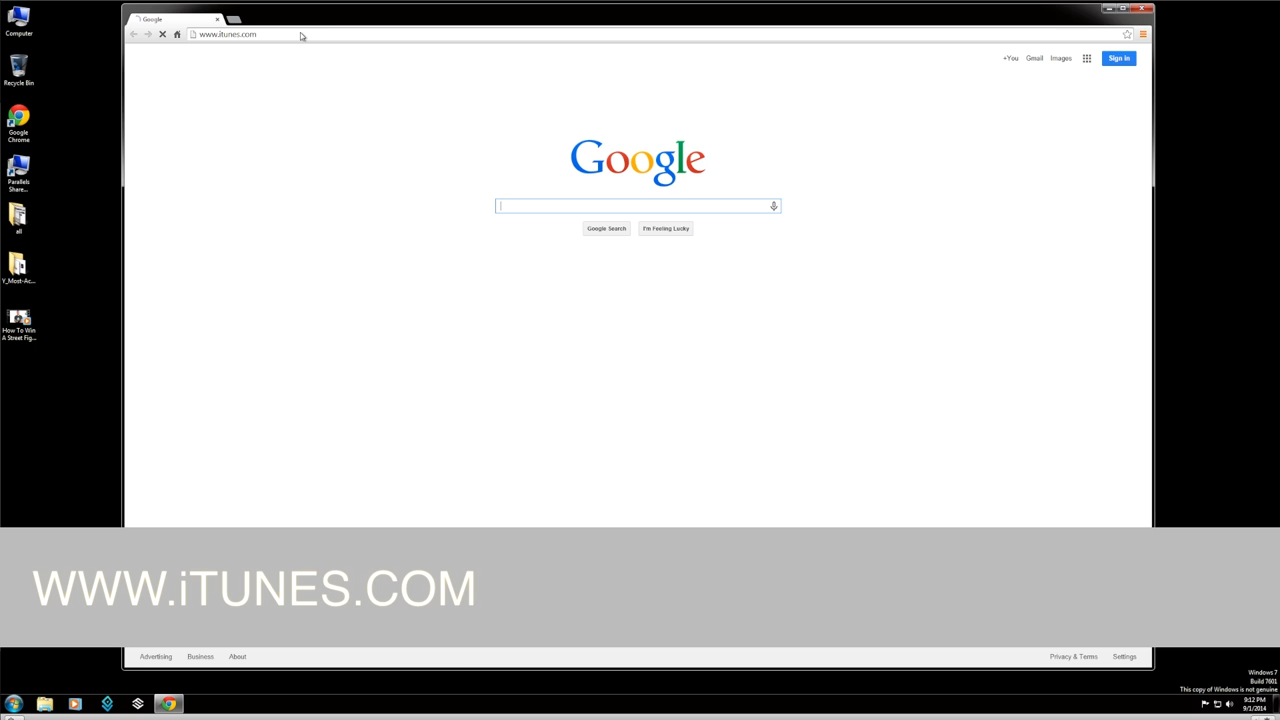 Google
www.itunes.com
+You Gmail Images Sign in
Google
Google Search I'm Feeling Lucky
Computer
Recycle Bin
Google
Chrome
Parallels
Share...
all
Y_Most-Ac...
How To Win
A Street Fig...
WWW.iTUNES.COM
Advertising Business About Privacy & Terms Settings
Windows 7
Build 7601
This copy of Windows is not genuine
9:12 PM
9/1/2014